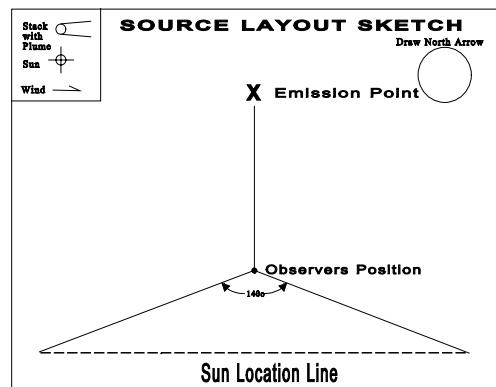 SOURCE LAYOUT SKETCH
Stack
with
Plume
Sun
Wind
Draw North Arrow
X Emission Point
Observers Position
140o
Sun Location Line